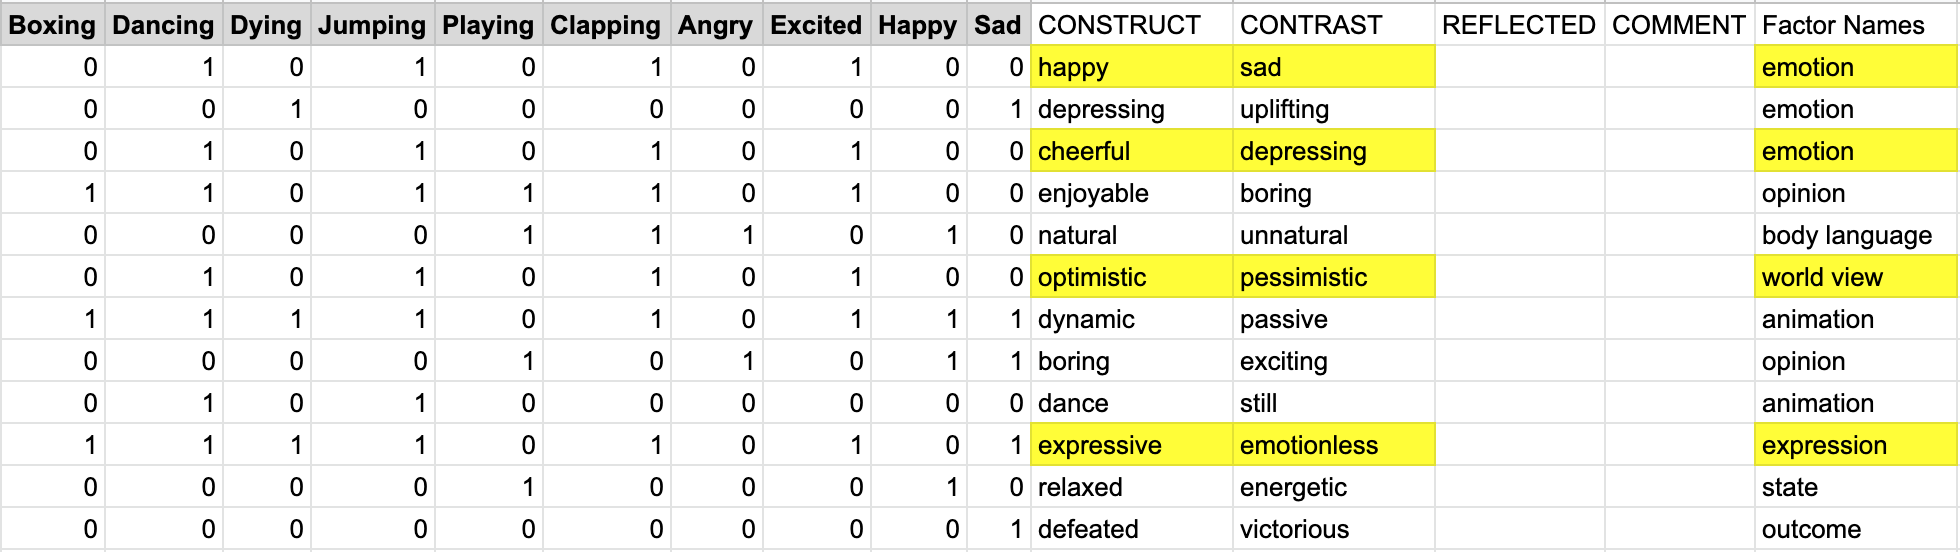 Boxing Dancing Dying Jumping Playing Clapping Angry Excited Happy Sad CONSTRUCT CONTRAST REFLECTED COMMENT Factor Names
0 1 0 1 0 1 0 1 0 0 happy sad emotion
0 0 1 0 0 0 0 0 0 1 depressing uplifting emotion
0 1 0 1 0 1 0 1 0 0 cheerful depressing emotion
1 1 0 1 1 1 0 1 0 0 enjoyable boring opinion
0 0 0 0 1 1 1 0 1 0 natural unnatural body language
0 1 0 1 0 1 0 1 0 0 optimistic pessimistic world view
1 1 1 1 0 1 0 1 1 1 dynamic passive animation
0 0 0 0 1 0 1 0 1 1 boring exciting opinion
0 1 0 1 0 0 0 0 0 0 dance still animation
1 1 1 1 0 1 0 1 0 1 expressive emotionless expression
0 0 0 0 1 0 0 0 1 0 relaxed energetic state
0 0 0 0 0 0 0 0 0 1 defeated victorious outcome